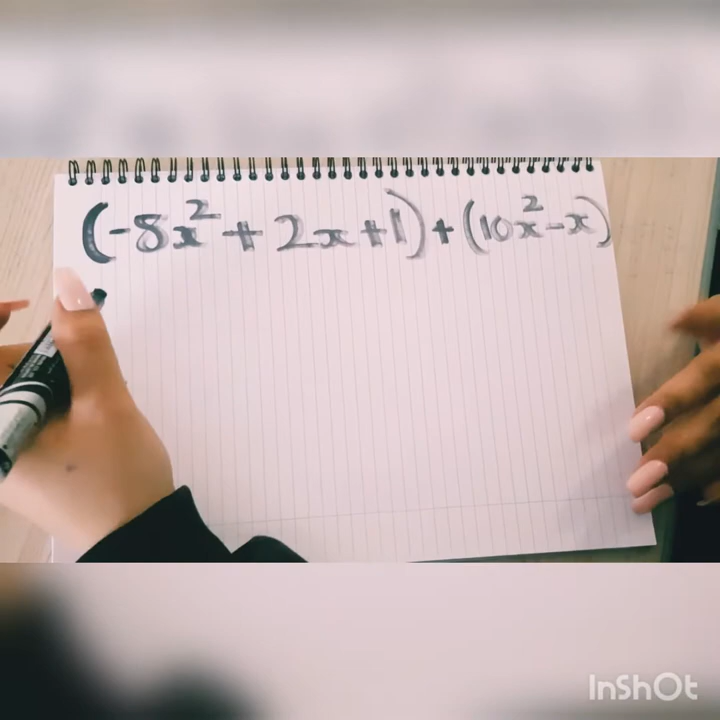 (-8x² + 2x+1) + (10x²-x)
InShOt